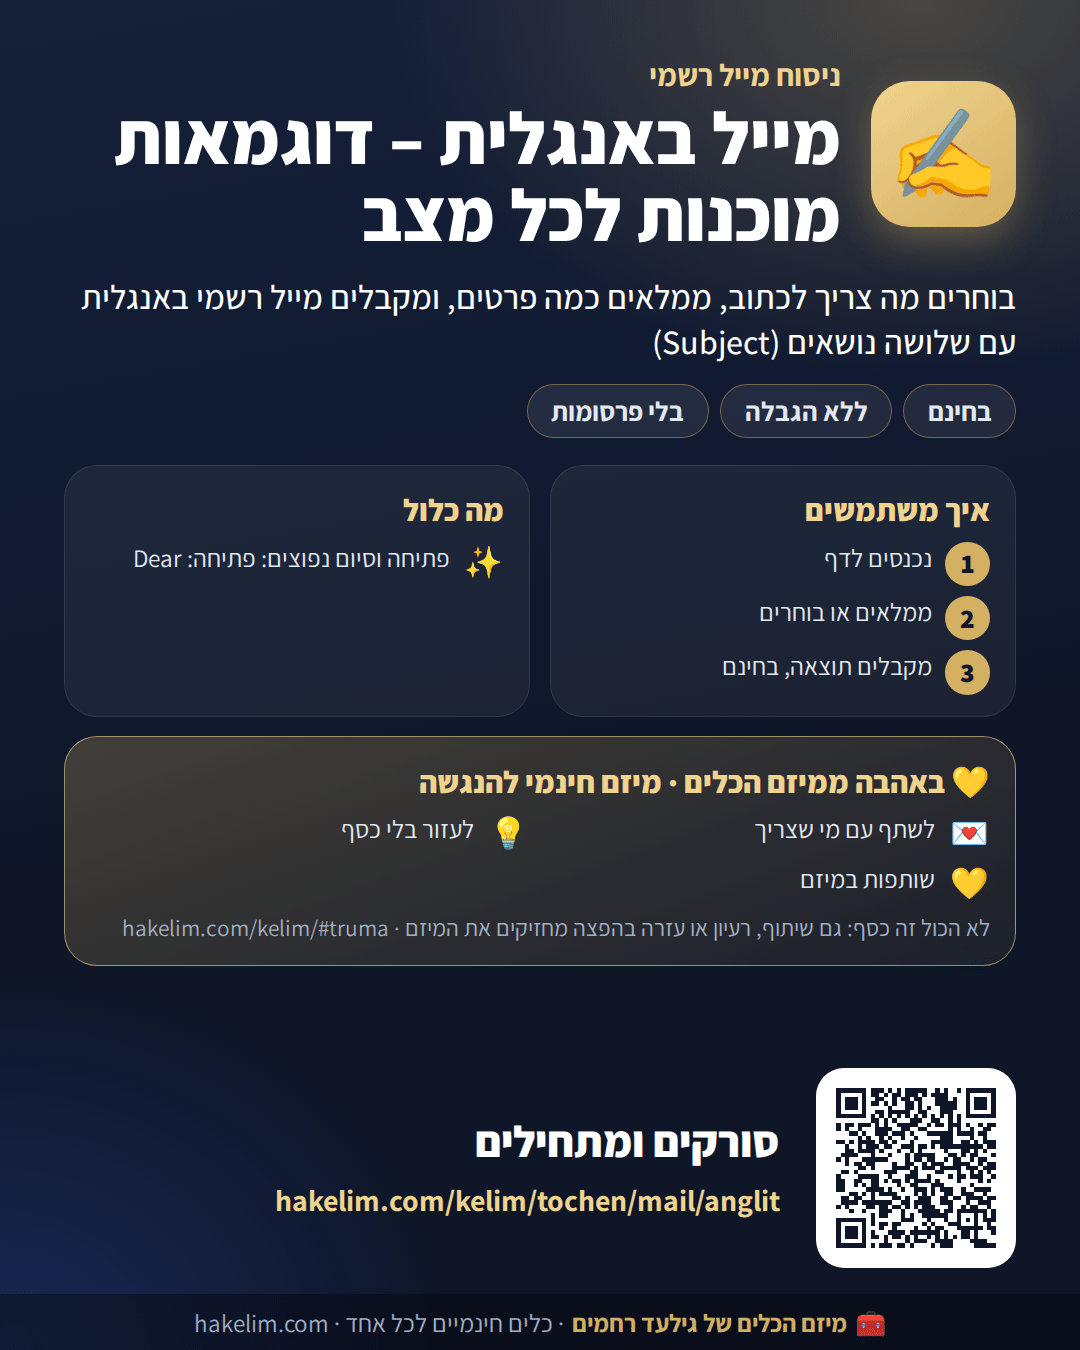 ניסוח מייל רשמי
מייל באנגלית – דוגמאות
מוכנות לכל מצב
בוחרים מה צריך לכתוב, ממלאים כמה פרטים, ומקבלים מייל רשמי באנגלית
עם שלושה נושאים (Subject)
בחינם
ללא הגבלה
בלי פרסומות
איך משתמשים
1 נכנסים לדף
2 ממלאים או בוחרים
3 מקבלים תוצאה, בחינם
מה כלול
✨ פתיחה וסיום נפוצים: פתיחה: Dear
💛 באהבה ממיזם הכלים · מיזם חינמי להנגשה
💌 לשתף עם מי שצריך
💡 לעזור בלי כסף
💛 שותפות במיזם
לא הכול זה כסף: גם שיתוף, רעיון או עזרה בהפצה מחזיקים את המיזם · hakelim.com/kelim/#truma
סורקים ומתחילים
hakelim.com/kelim/tochen/mail/anglit
🧰 מיזם הכלים של גילעד רחמים · כלים חינמיים לכל אחד · hakelim.com